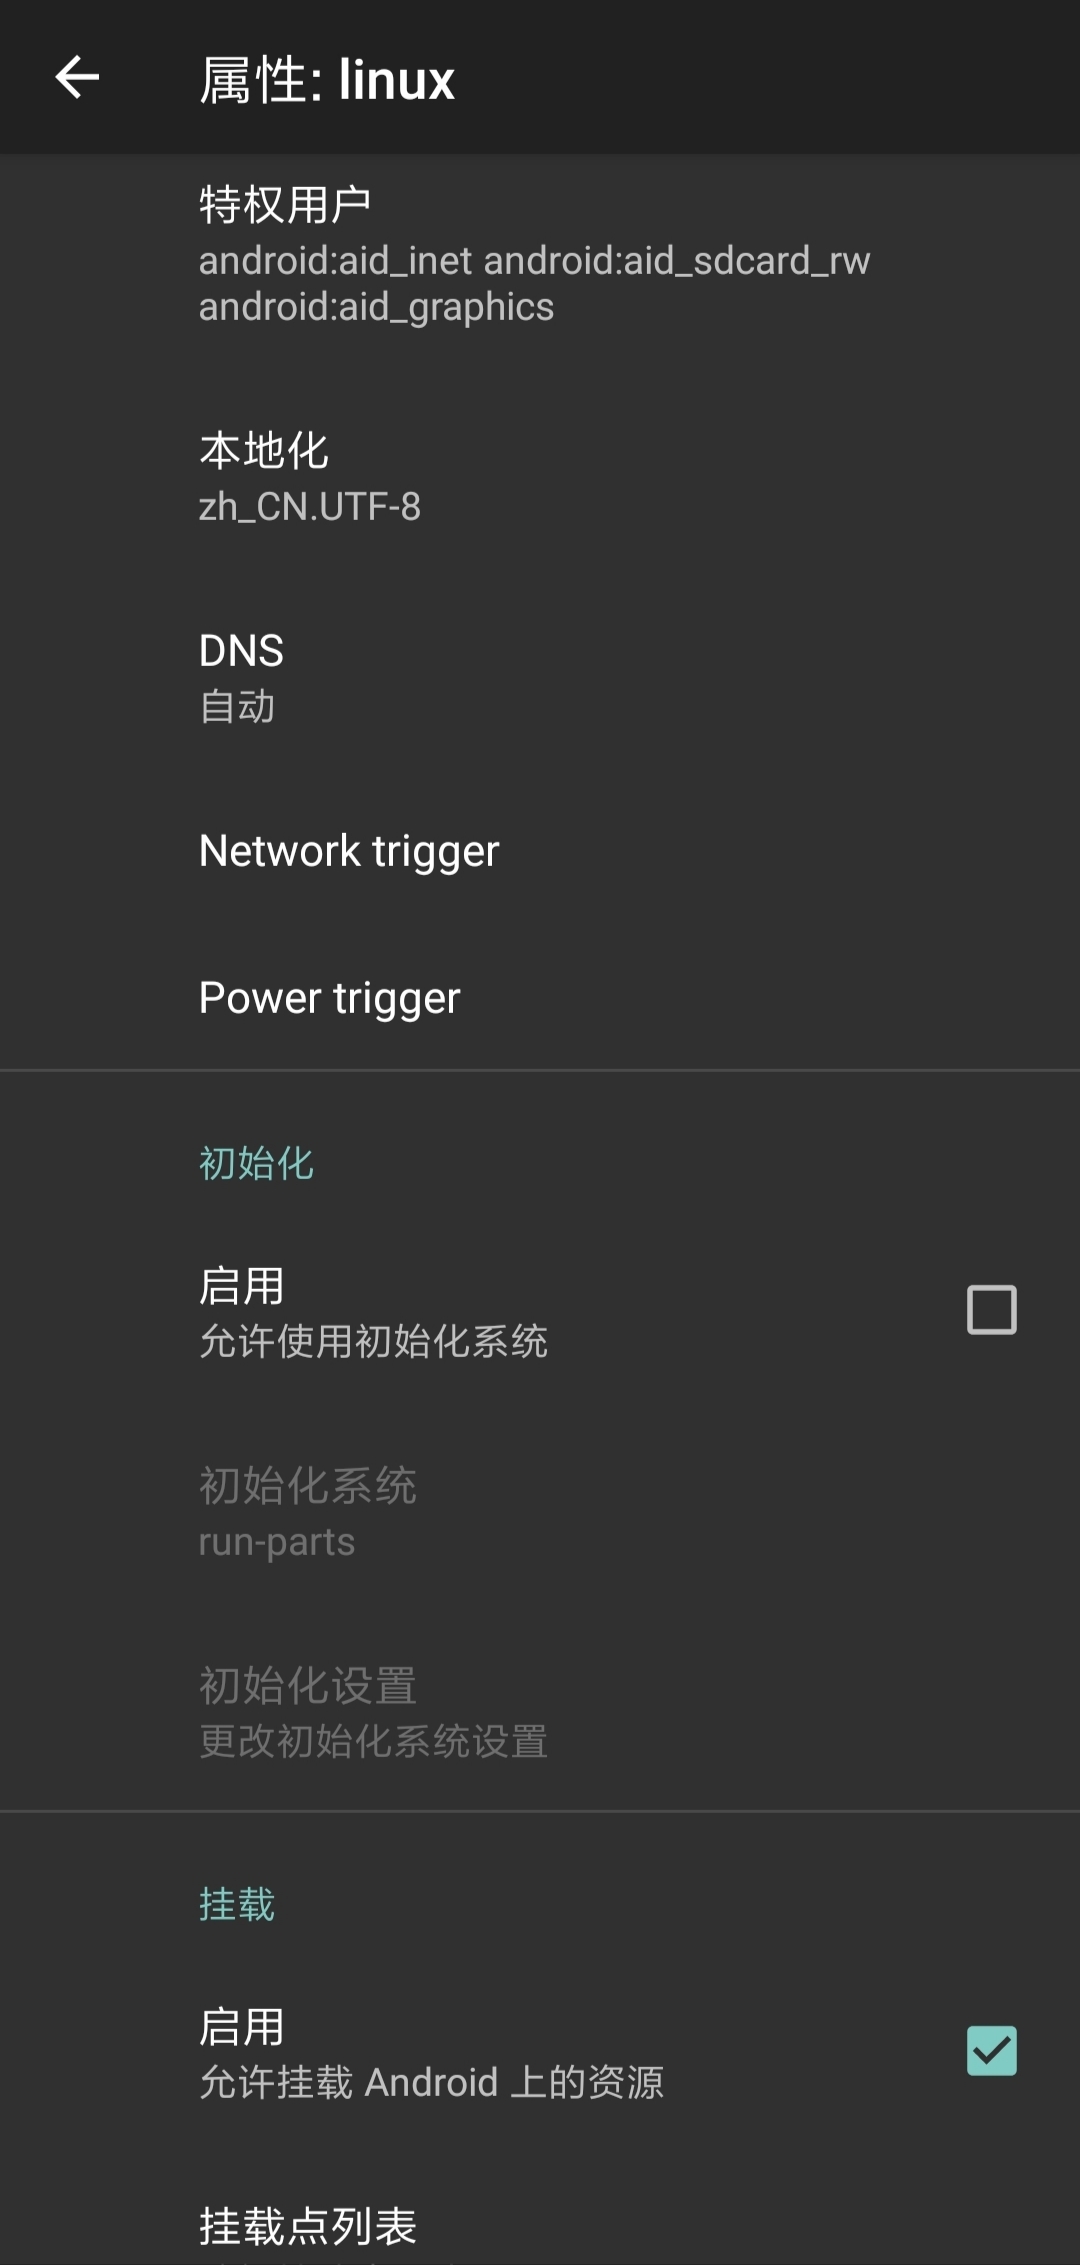 属性: linux
特权用户
android:aid_inet android:aid_sdcard_rw
android:aid_graphics
本地化
zh_CN.UTF-8
DNS
自动
Network trigger
Power trigger
初始化
启用
允许使用初始化系统
初始化系统
run-parts
初始化设置
更改初始化系统设置
挂载
启用
允许挂载 Android 上的资源
挂载点列表